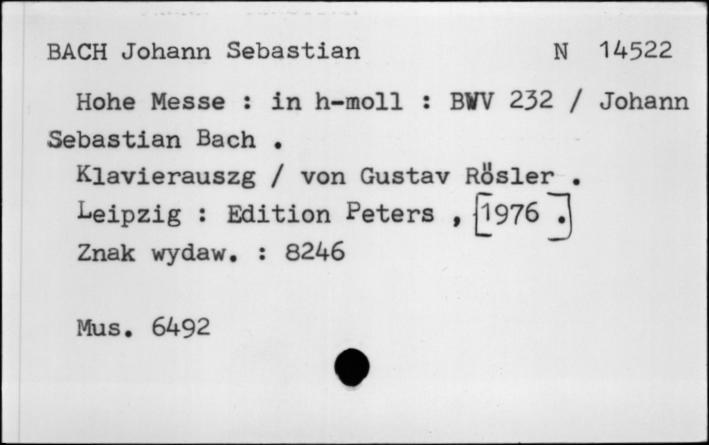 BACH Johann Sebastian N 14522
Hohe Messe : in h-moll : BWV 232 / Johann
Sebastian Bach .
Klavierauszg / von Gustav Rösler .
Leipzig : Edition Peters , [1976 .]
Znak wydaw. : 8246
Mus. 6492